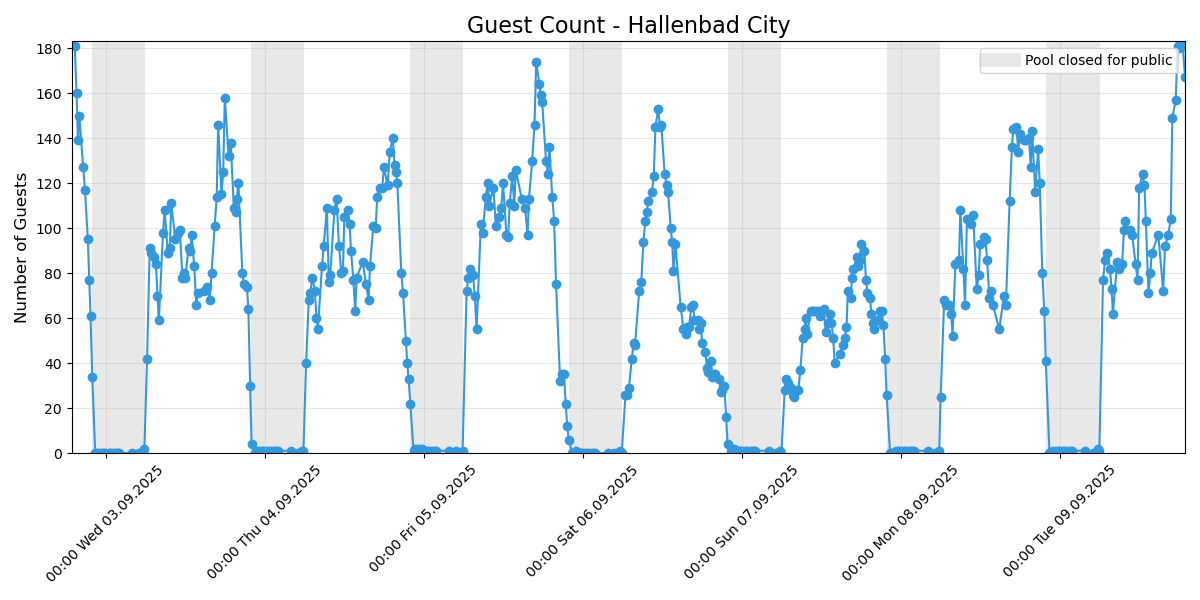 Guest Count - Hallenbad City
Number of Guests
180
160
140
120
100
80
60
40
20
0
Pool closed for public
00:00 Wed 03.09.2025
00:00 Thu 04.09.2025
00:00 Fri 05.09.2025
00:00 Sat 06.09.2025
00:00 Sun 07.09.2025
00:00 Mon 08.09.2025
00:00 Tue 09.09.2025